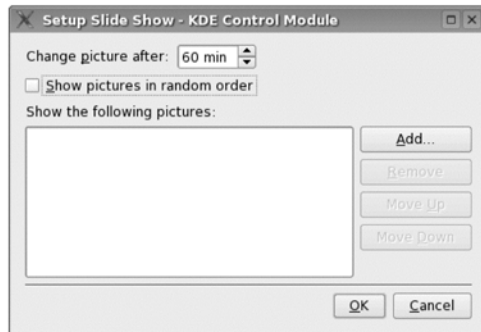 Setup Slide Show - KDE Control Module
Change picture after: 60 min
Show pictures in random order
Show the following pictures:
Add...
Remove
Move Up
Move Down
OK Cancel